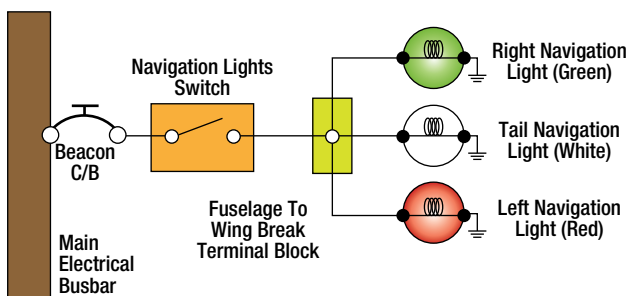 Navigation Lights
Switch
Beacon
C/B
Main
Electrical
Busbar
Fuselage To
Wing Break
Terminal Block
Right Navigation
Light (Green)
Tail Navigation
Light (White)
Left Navigation
Light (Red)